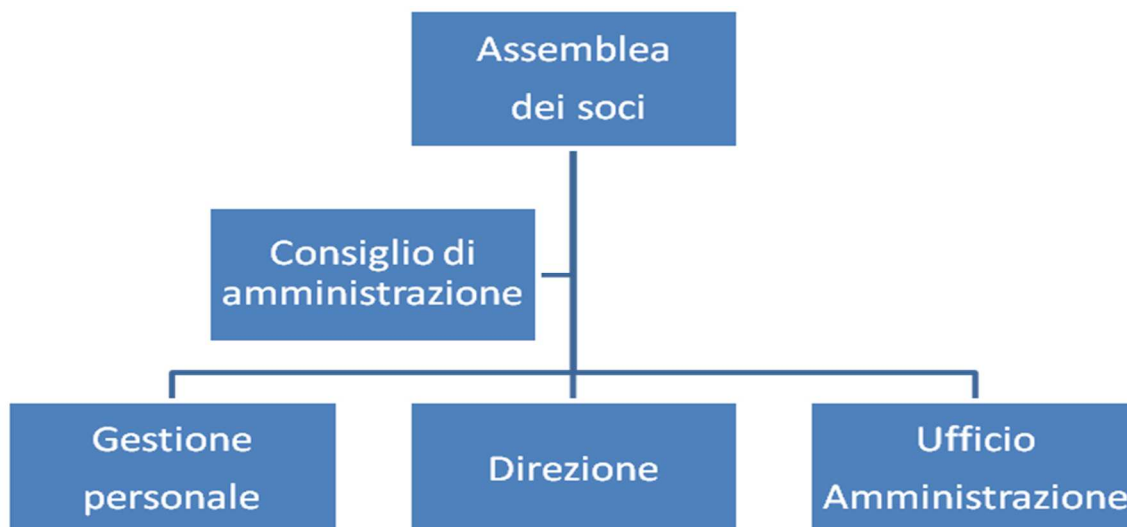 Assemblea
dei soci
Consiglio di
amministrazione
Gestione
personale
Direzione
Ufficio
Amministrazione